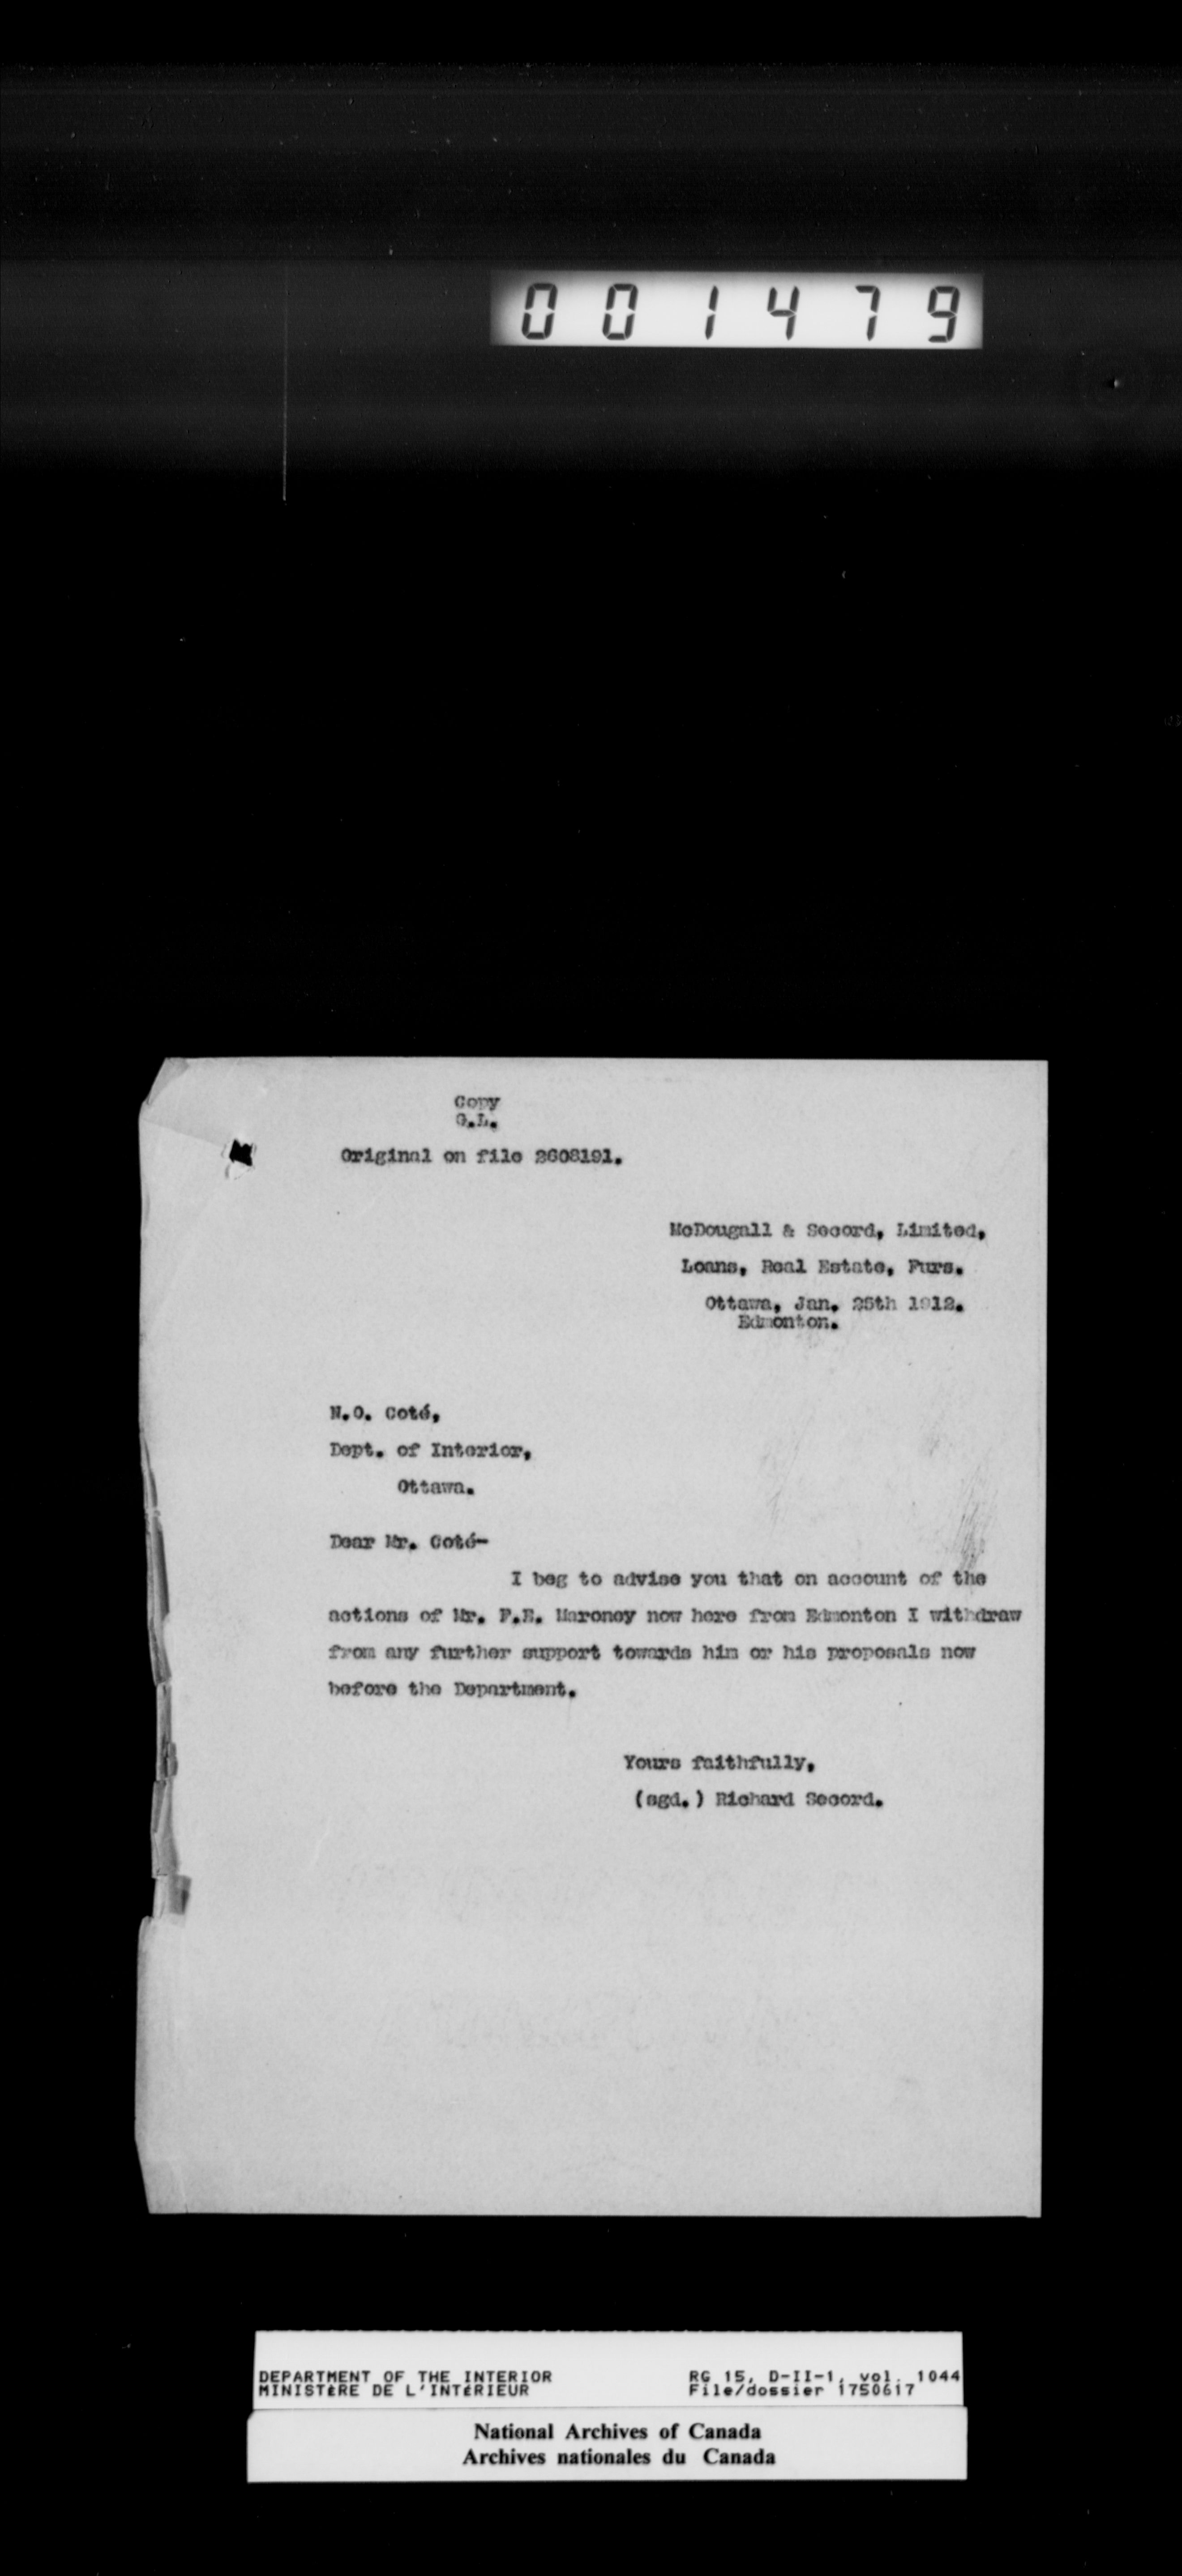 001479
Copy
G.L.
Original on file 2608191.
McDougall & Secord, Limited,
Loans, Real Estate, Furs.
Ottawa, Jan. 25th 1912.
Edmonton.
N.O. Coté,
Dept. of Interior,
Ottawa.
Dear Mr. Coté-
I beg to advise you that on account of the
actions of Mr. F.E. Maroney now here from Edmonton I withdraw
from any further support towards him or his proposals now
before the Department.
Yours faithfully,
(sgd.) Richard Secord.
DEPARTMENT OF THE INTERIOR RG 15, D-II-1, vol. 1044
MINISTÈRE DE L'INTÉRIEUR File/dossier 1750617
National Archives of Canada
Archives nationales du Canada